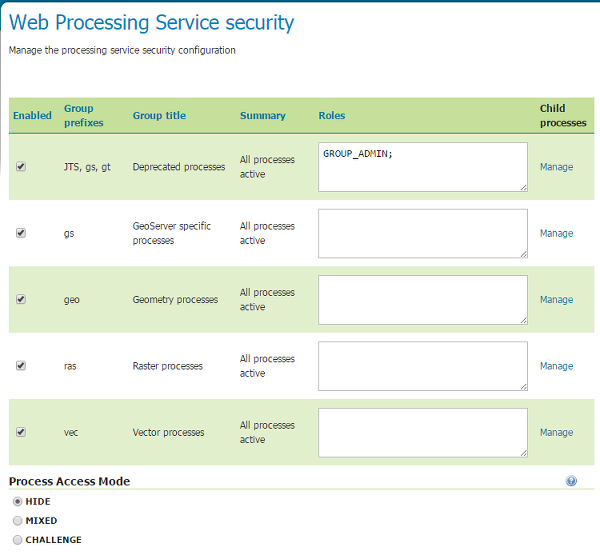 Web Processing Service security
Manage the processing service security configuration
Enabled Group prefixes Group title Summary Roles Child processes
JTS, gs, gt Deprecated processes All processes active GROUP_ADMIN; Manage
gs GeoServer specific processes All processes active Manage
geo Geometry processes All processes active Manage
ras Raster processes All processes active Manage
vec Vector processes All processes active Manage
Process Access Mode
HIDE
MIXED
CHALLENGE